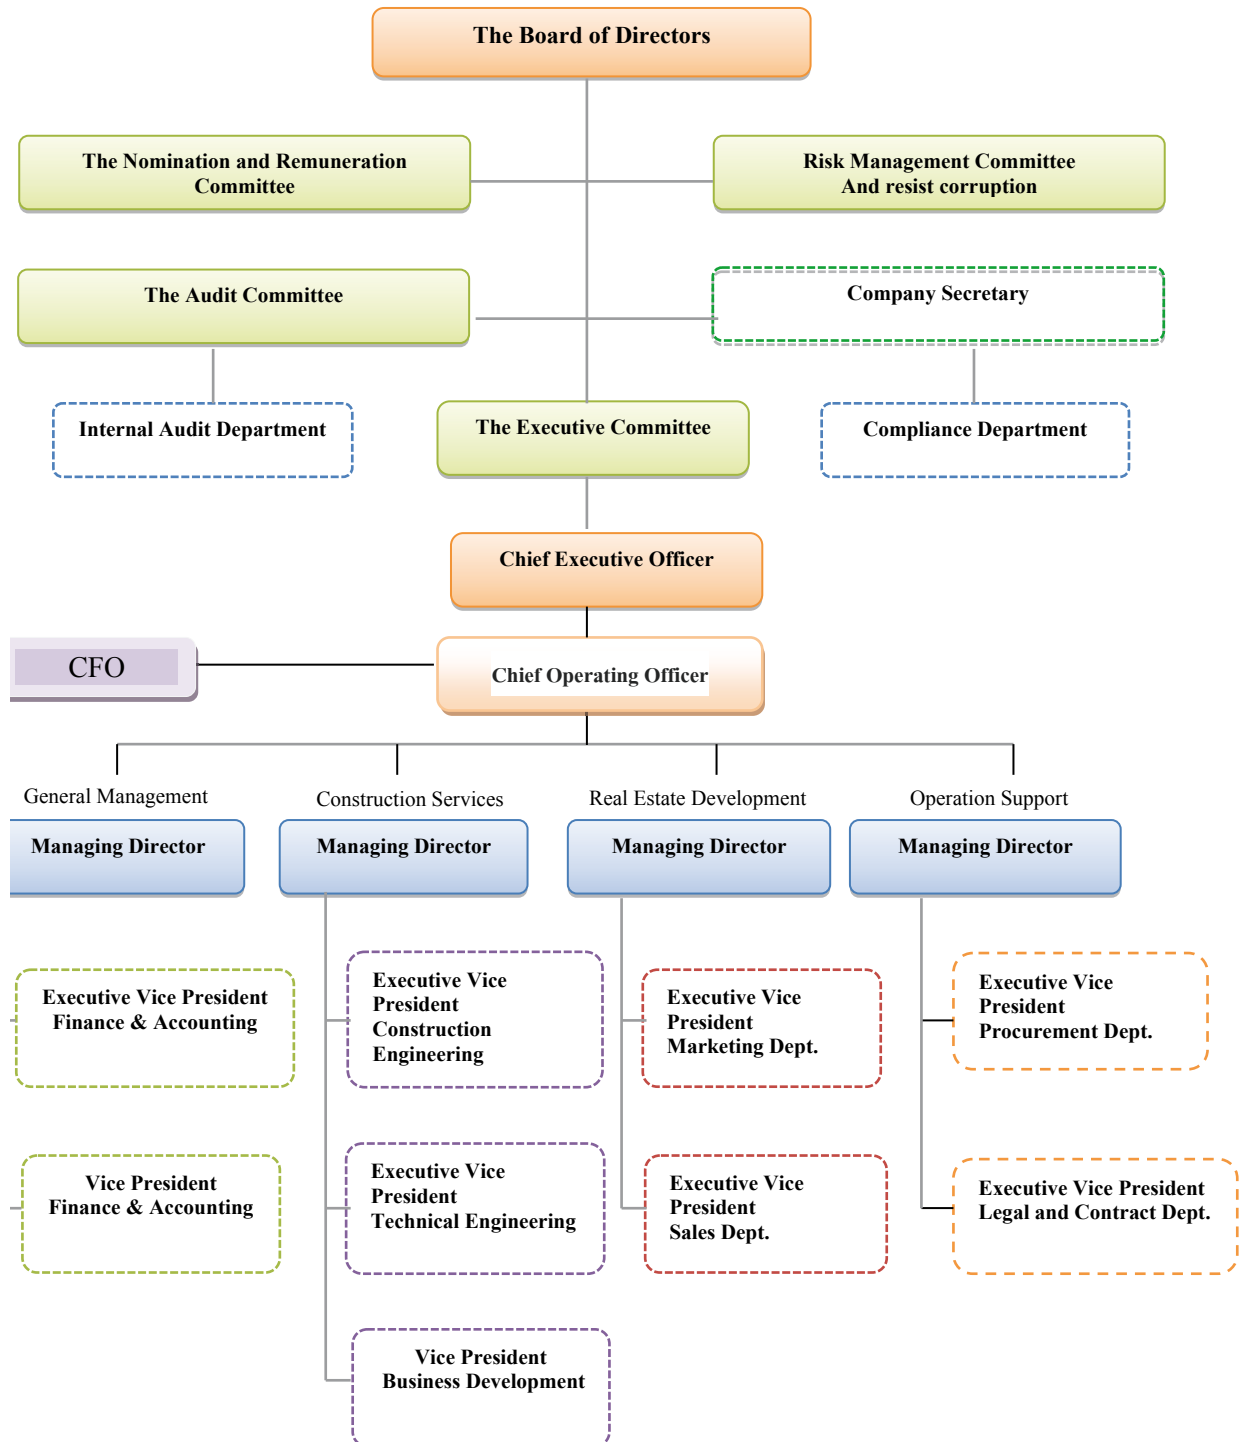 The Board of Directors
The Nomination and Remuneration
Committee
Risk Management Committee
And resist corruption
The Audit Committee
Company Secretary
Internal Audit Department
The Executive Committee
Compliance Department
Chief Executive Officer
CFO
Chief Operating Officer
General Management
Construction Services
Real Estate Development
Operation Support
Managing Director
Managing Director
Managing Director
Managing Director
Executive Vice President
Finance & Accounting
Executive Vice
President
Construction
Engineering
Executive Vice
President
Marketing Dept.
Executive Vice
President
Procurement Dept.
Vice President
Finance & Accounting
Executive Vice
President
Technical Engineering
Executive Vice
President
Sales Dept.
Executive Vice President
Legal and Contract Dept.
Vice President
Business Development